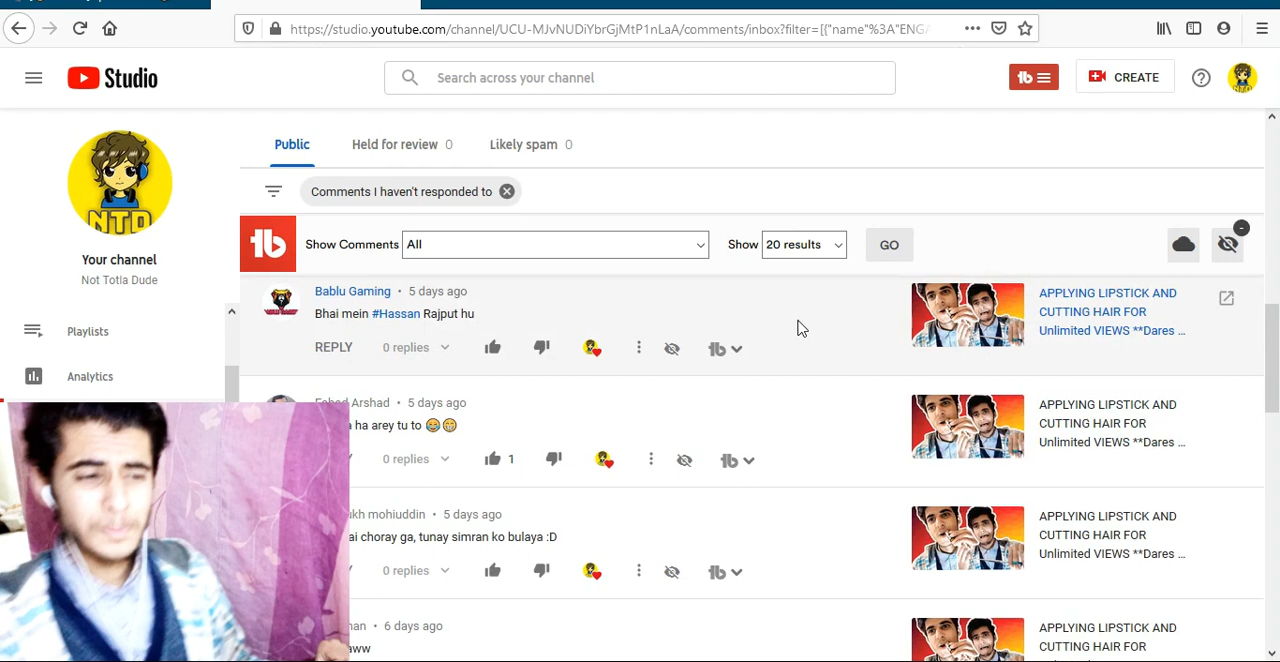 https://studio.youtube.com/channel/UCU-MJvNUDiYbrGjMtP1nLaA/comments/inbox?filter=[{"name"%3A"ENGA
Studio
Search across your channel
CREATE
Public
Held for review 0
Likely spam 0
Comments I haven't responded to
NTD
Show Comments All
Show 20 results
GO
Your channel
Not Totla Dude
Playlists
Analytics
Bablu Gaming • 5 days ago
Bhai mein #Hassan Rajput hu
REPLY 0 replies
APPLYING LIPSTICK AND
CUTTING HAIR FOR
Unlimited VIEWS **Dares ...
Arshad • 5 days ago
ha arey tu to 😂😁
0 replies
1
APPLYING LIPSTICK AND
CUTTING HAIR FOR
Unlimited VIEWS **Dares ...
mohiuddin • 5 days ago
choray ga, tunay simran ko bulaya :D
0 replies
APPLYING LIPSTICK AND
CUTTING HAIR FOR
Unlimited VIEWS **Dares ...
• 6 days ago
APPLYING LIPSTICK AND
CUTTING HAIR FOR